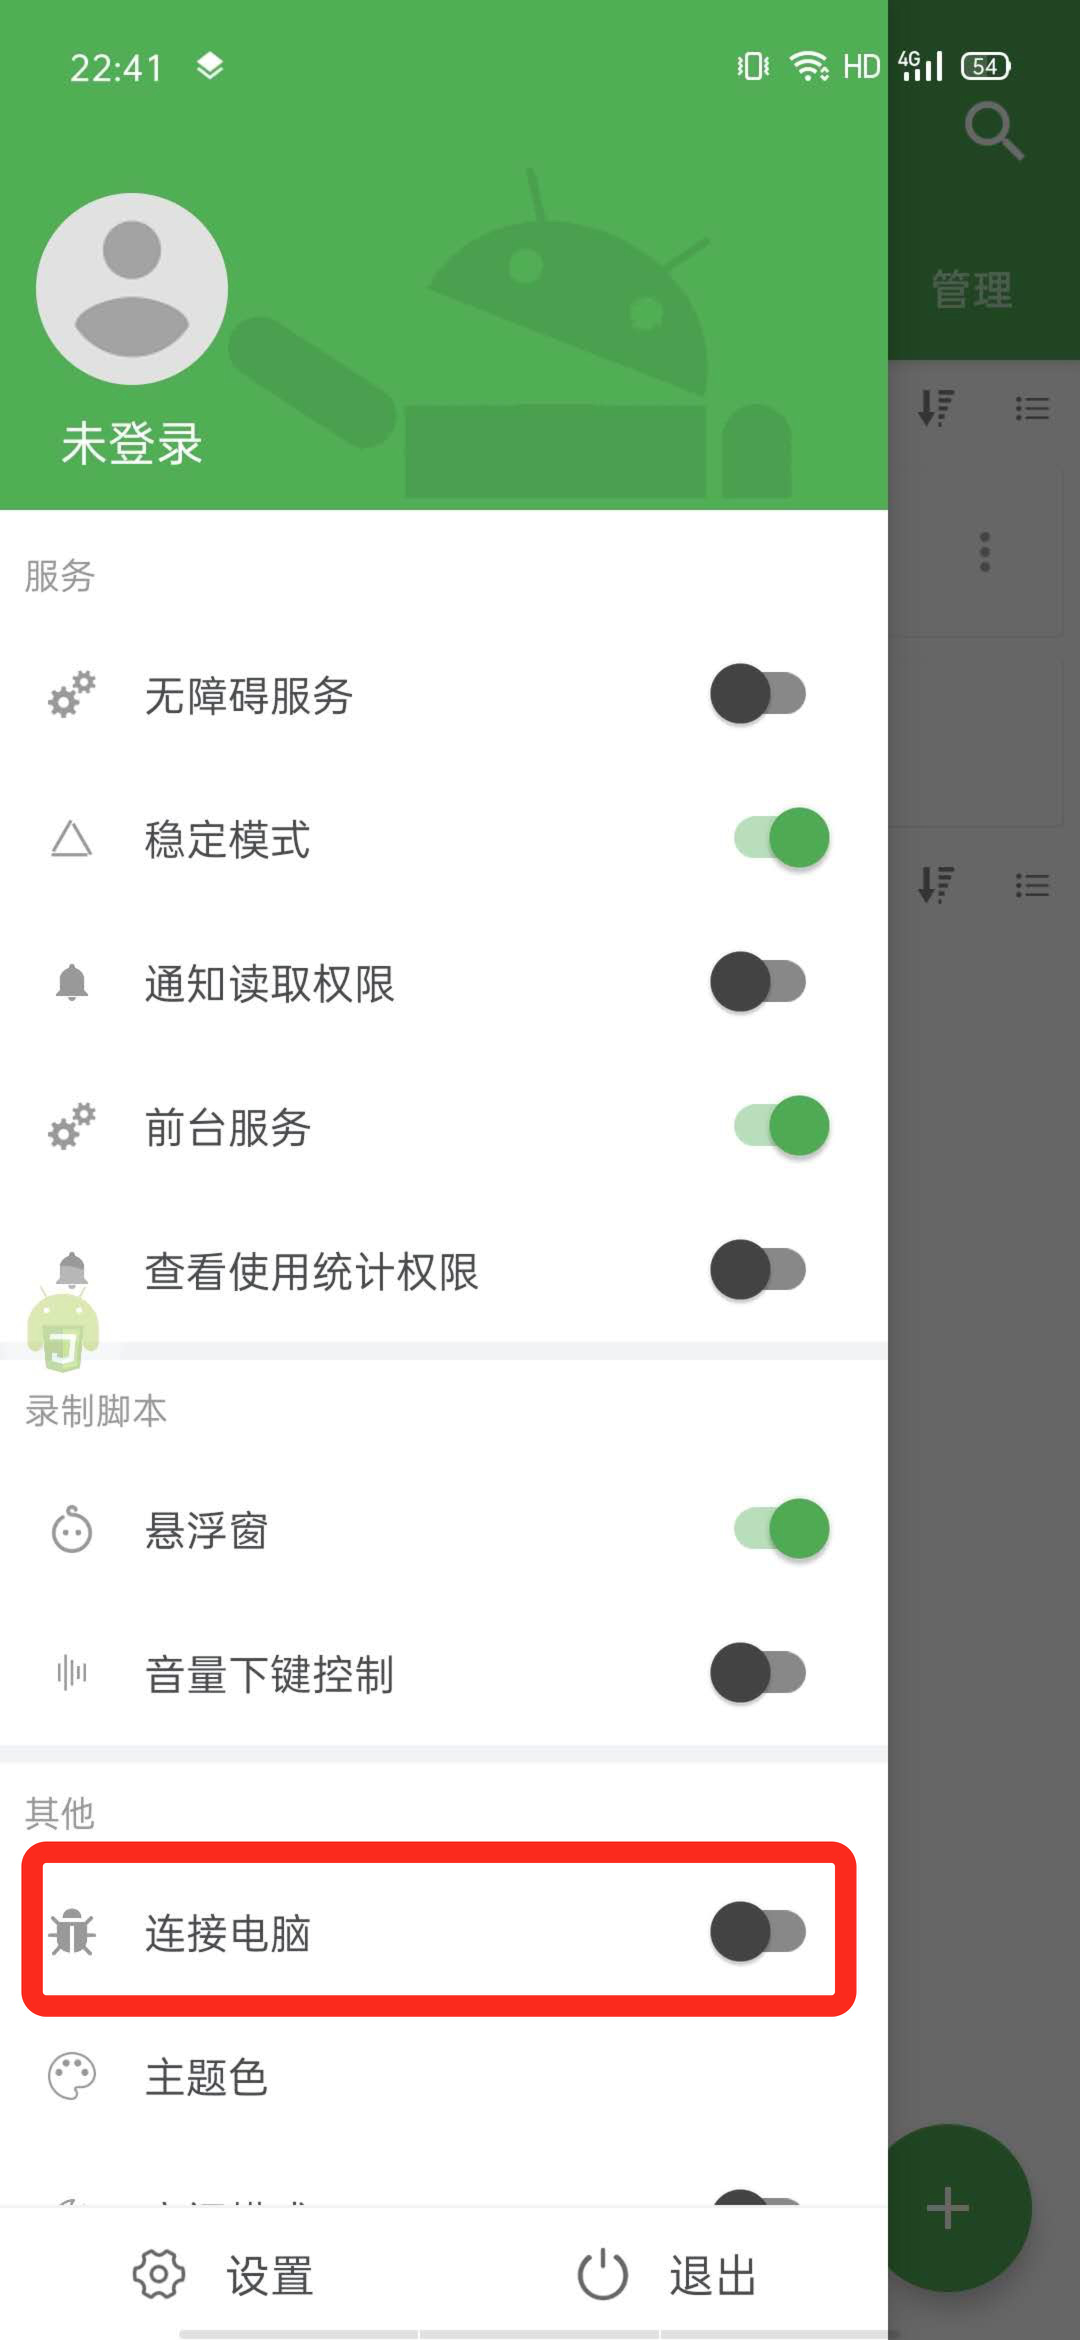 22:41 HD 4G 54
管理
未登录
服务
无障碍服务
稳定模式
通知读取权限
前台服务
查看使用统计权限
录制脚本
悬浮窗
音量下键控制
其他
连接电脑
主题色
设置 退出